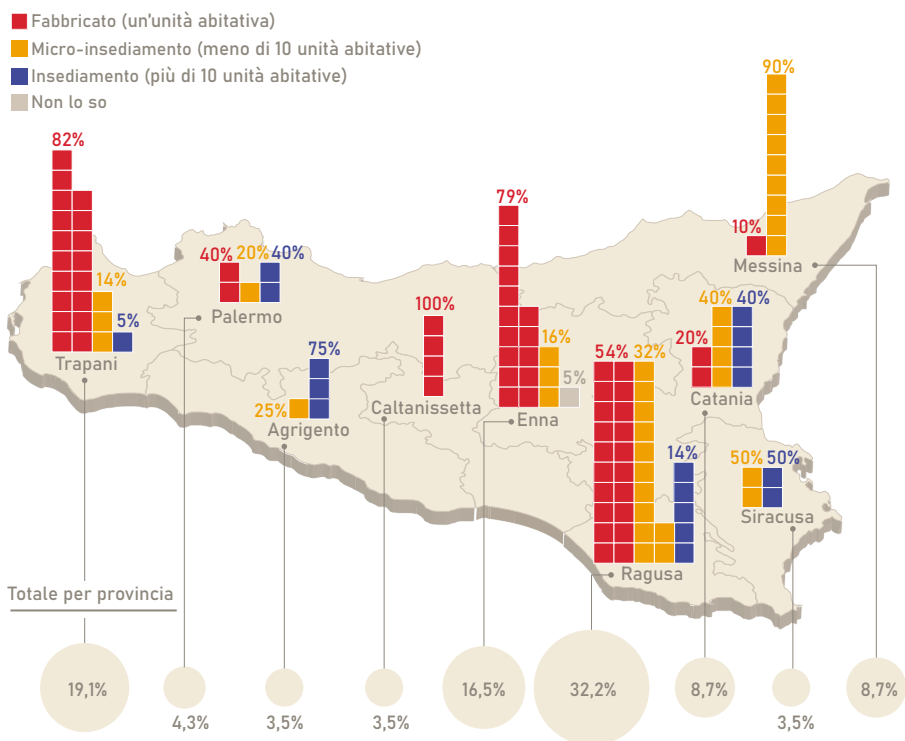 Fabbricato (un'unità abitativa)
Micro-insediamento (meno di 10 unità abitative)
Insediamento (più di 10 unità abitative)
Non lo so
82%
14%
5%
Trapani
40%
20%
40%
Palermo
25%
75%
Agrigento
100%
Caltanissetta
79%
16%
5%
Enna
54%
32%
14%
Ragusa
10%
90%
Messina
20%
40%
40%
Catania
50%
50%
Siracusa
Totale per provincia
19,1%
4,3%
3,5%
3,5%
16,5%
32,2%
8,7%
3,5%
8,7%